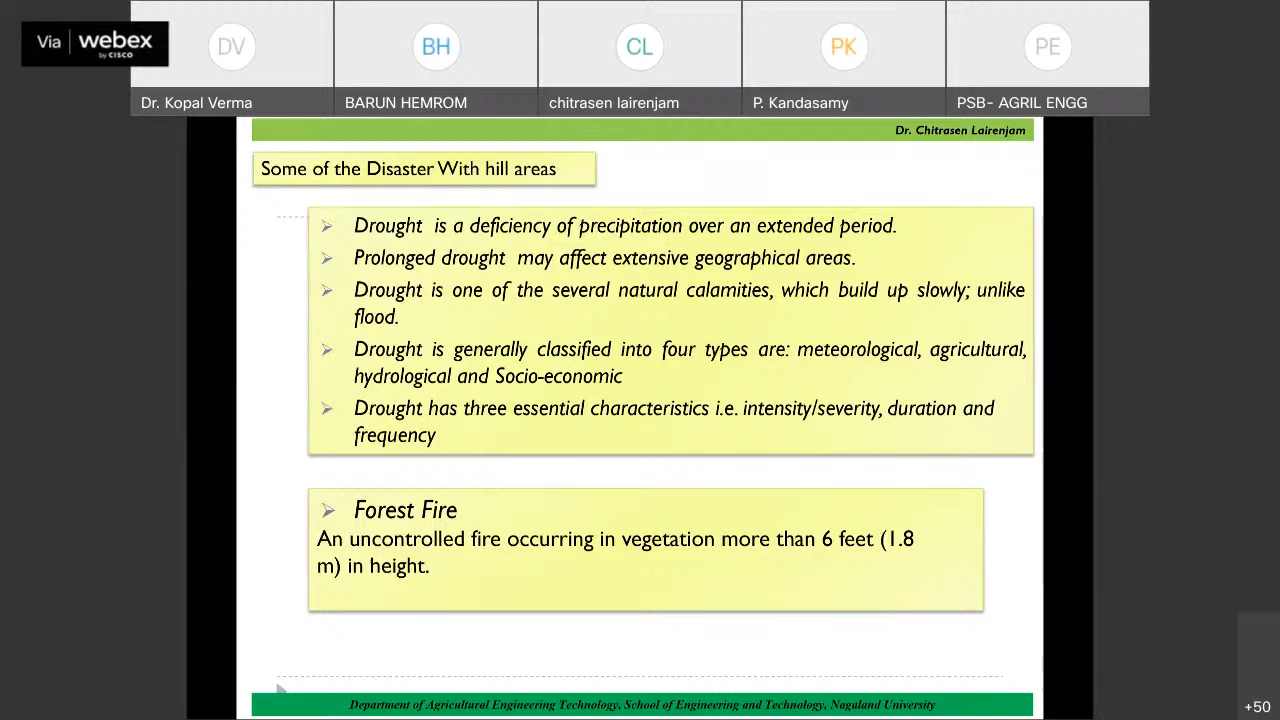 Via webex
by CISCO
DV
BH
CL
PK
PE
Dr. Kopal Verma
BARUN HEMROM
chitrasen lairenjam
P. Kandasamy
PSB- AGRIL ENGG
Dr. Chitrasen Lairenjam
Some of the Disaster With hill areas
Drought is a deficiency of precipitation over an extended period.
Prolonged drought may affect extensive geographical areas.
Drought is one of the several natural calamities, which build up slowly; unlike
flood.
Drought is generally classified into four types are: meteorological, agricultural,
hydrological and Socio-economic
Drought has three essential characteristics i.e. intensity/severity, duration and
frequency
Forest Fire
An uncontrolled fire occurring in vegetation more than 6 feet (1.8
m) in height.
Department of Agricultural Engineering Technology, School of Engineering and Technology, Nagaland University
+50